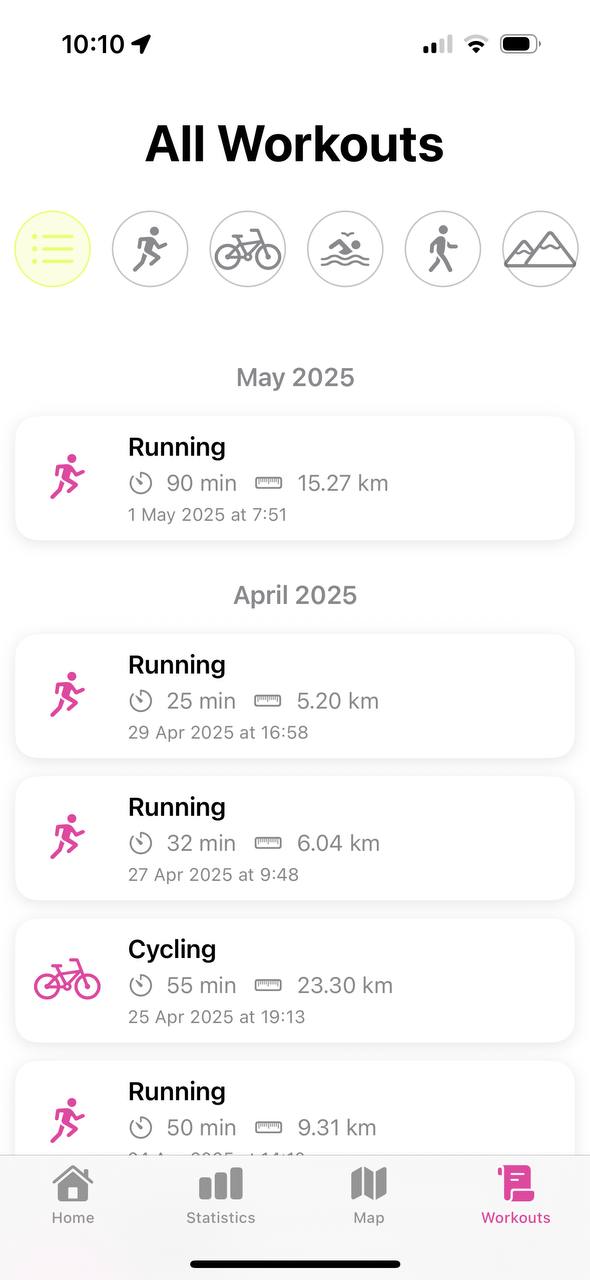 10:10
All Workouts
May 2025
Running
90 min 15.27 km
1 May 2025 at 7:51
April 2025
Running
25 min 5.20 km
29 Apr 2025 at 16:58
Running
32 min 6.04 km
27 Apr 2025 at 9:48
Cycling
55 min 23.30 km
25 Apr 2025 at 19:13
Running
50 min 9.31 km
Home Statistics Map Workouts